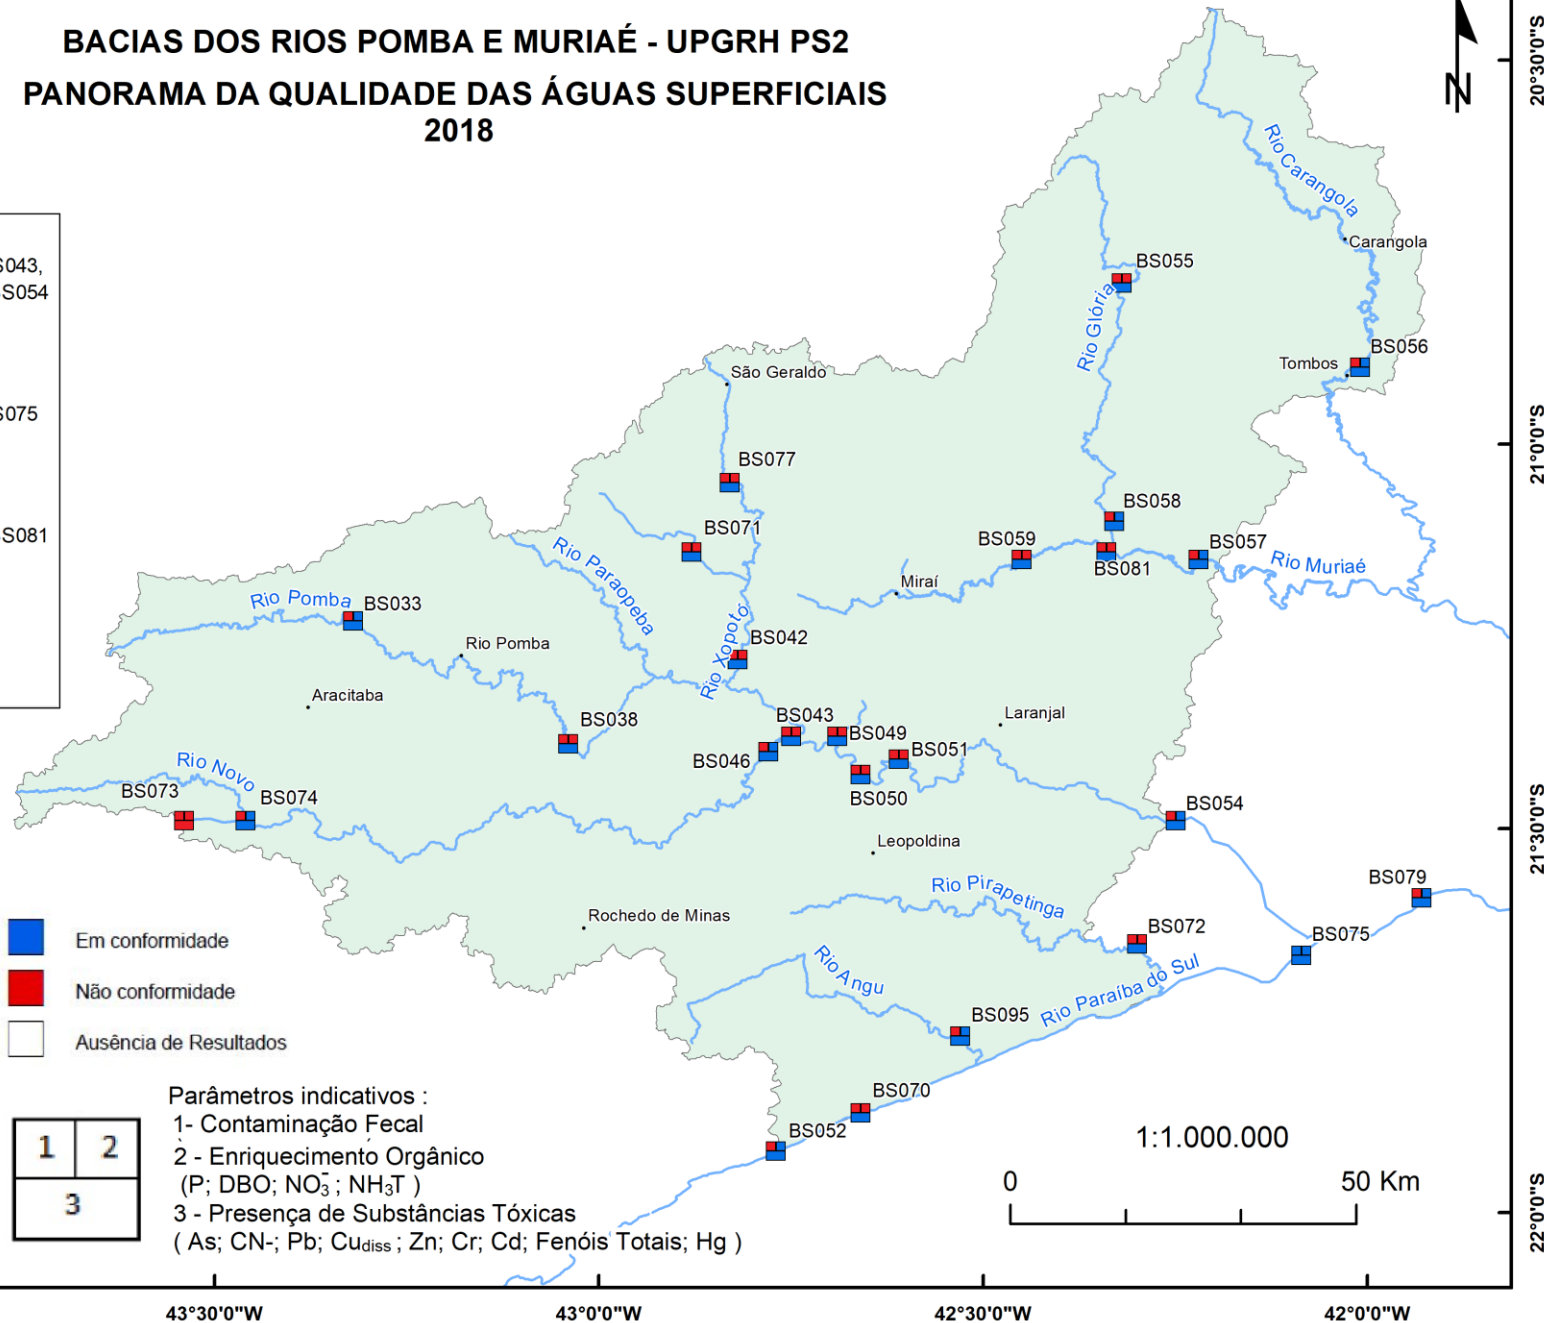 BACIAS DOS RIOS POMBA E MURIAÉ - UPGRH PS2
PANORAMA DA QUALIDADE DAS ÁGUAS SUPERFICIAIS
2018
N
20°30'0"S
21°0'0"S
21°30'0"S
22°0'0"S
S043,
BS054
S075
BS081
Rio Carangola
Carangola
BS055
Rio Glória
BS056
Tombos
São Geraldo
BS077
BS071
BS058
BS059
BS081
BS057
Rio Muriaé
Rio Paraopeba
Miraí
Rio Pomba
BS033
Rio Pomba
Rio Xopotó
BS042
Aracitaba
BS038
BS043
BS049
Laranjal
BS046
BS051
BS050
Rio Novo
BS073
BS074
BS054
Leopoldina
Rio Pirapetinga
BS079
Rochedo de Minas
BS072
BS075
Rio Angu
Rio Paraíba do Sul
BS095
BS070
BS052
Em conformidade
Não conformidade
Ausência de Resultados
1 2
3
Parâmetros indicativos :
1- Contaminação Fecal
2 - Enriquecimento Orgânico
(P; DBO; NO₃⁻; NH₃T )
3 - Presença de Substâncias Tóxicas
( As; CN-; Pb; Cudiss ; Zn; Cr; Cd; Fenóis Totais; Hg )
1:1.000.000
0 50 Km
43°30'0"W
43°0'0"W
42°30'0"W
42°0'0"W